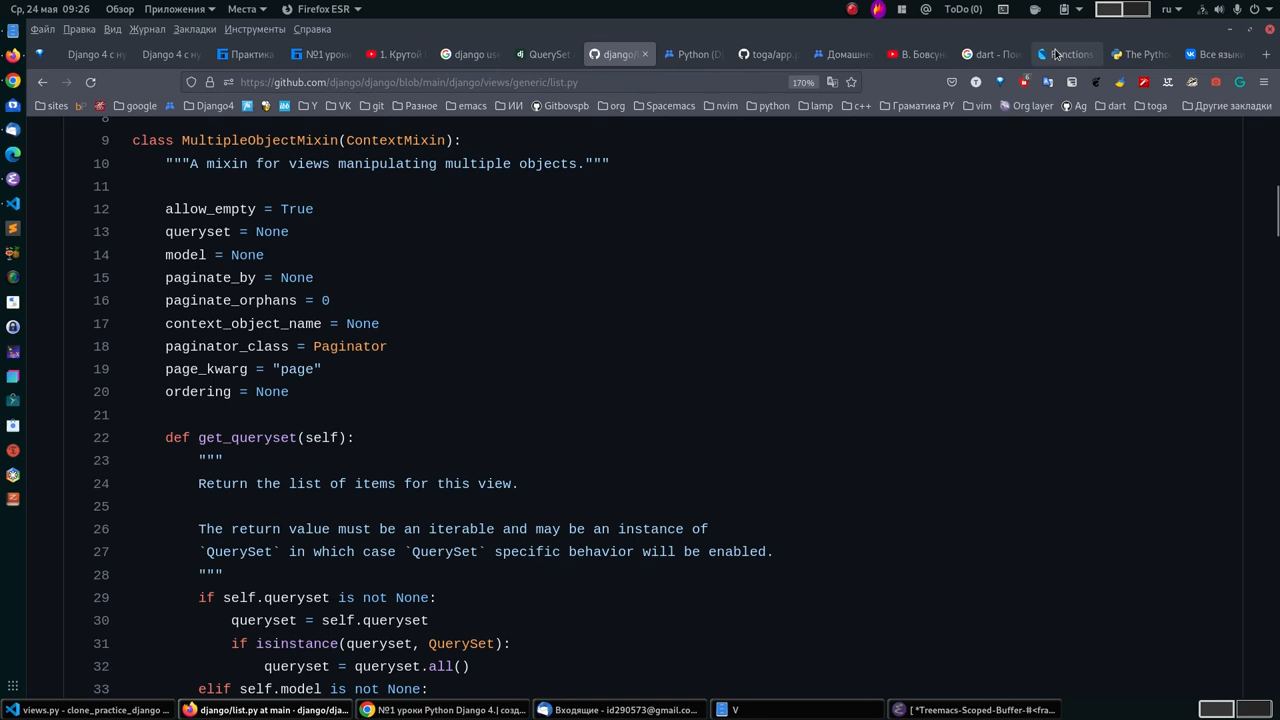 Ср, 24 мая 09:26 Обзор Приложения Места Firefox ESR ToDo (0) ru
Файл Правка Вид Журнал Закладки Инструменты Справка
Django 4 с ну Django 4 с ну Практика №1 уроки 1. Крутой django use QuerySet django/l Python (D toga/app. Домашне В. Бовсун dart - Пои Functions The Pytho Все языки
https://github.com/django/django/blob/main/django/views/generic/list.py 170%
sites bP google Django4 Y VK git Разное emacs ИИ Gitbovspb org Spacemacs nvim python lamp c++ Граматика РУ vim Org layer Ag dart toga Другие закладки
8
9 class MultipleObjectMixin(ContextMixin):
10 """A mixin for views manipulating multiple objects."""
11
12 allow_empty = True
13 queryset = None
14 model = None
15 paginate_by = None
16 paginate_orphans = 0
17 context_object_name = None
18 paginator_class = Paginator
19 page_kwarg = "page"
20 ordering = None
21
22 def get_queryset(self):
23 """
24 Return the list of items for this view.
25
26 The return value must be an iterable and may be an instance of
27 `QuerySet` in which case `QuerySet` specific behavior will be enabled.
28 """
29 if self.queryset is not None:
30 queryset = self.queryset
31 if isinstance(queryset, QuerySet):
32 queryset = queryset.all()
33 elif self.model is not None:
views.py - clone_practice_django ... django/list.py at main · django/dja... №1 уроки Python Django 4.| созд... Входящие - id290573@gmail.co... V [ *Treemacs-Scoped-Buffer-#<fra...